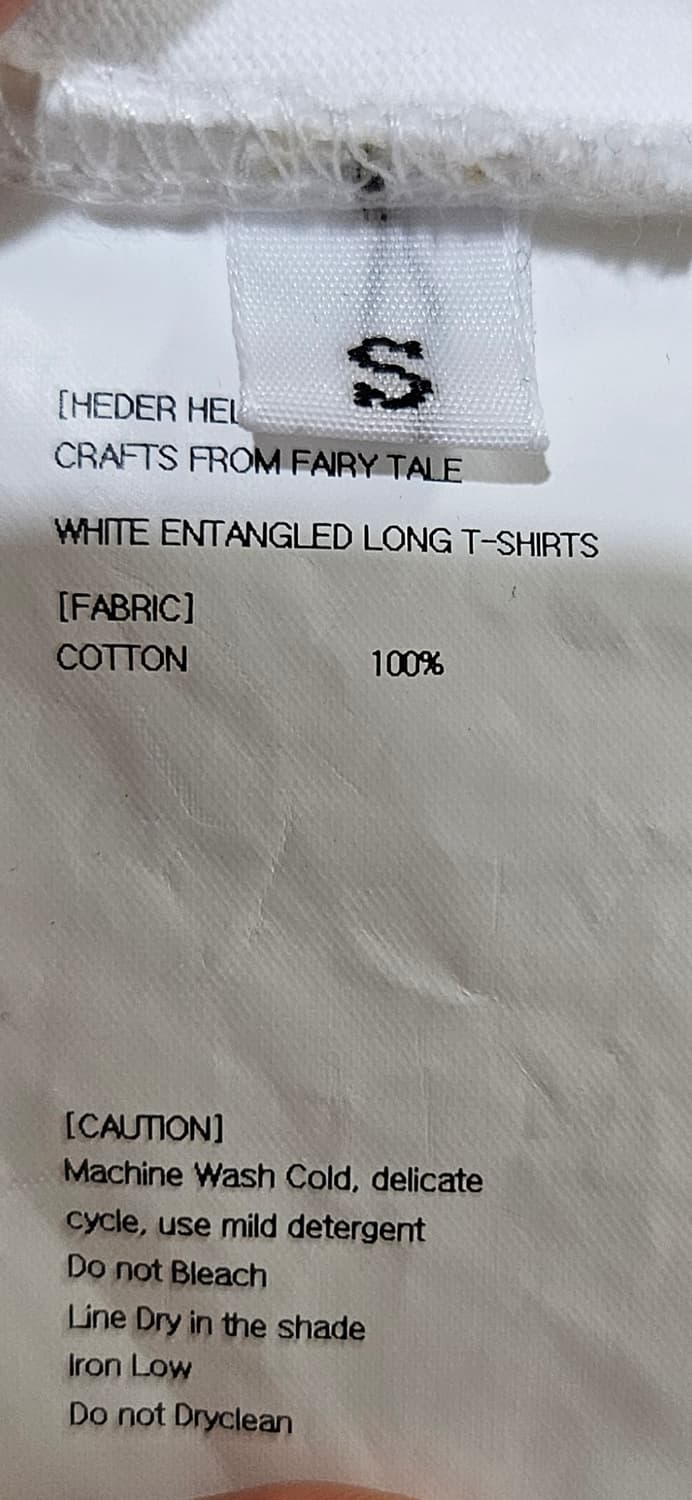 S
[HEDER
CRAFTS FROM FAIRY TALE
WHITE ENTANGLED LONG T-SHIRTS
[FABRIC]
COTTON 100%
[CAUTION]
Machine Wash Cold, delicate
cycle, use mild detergent
Do not Bleach
Line Dry in the shade
Iron Low
Do not Dryclean